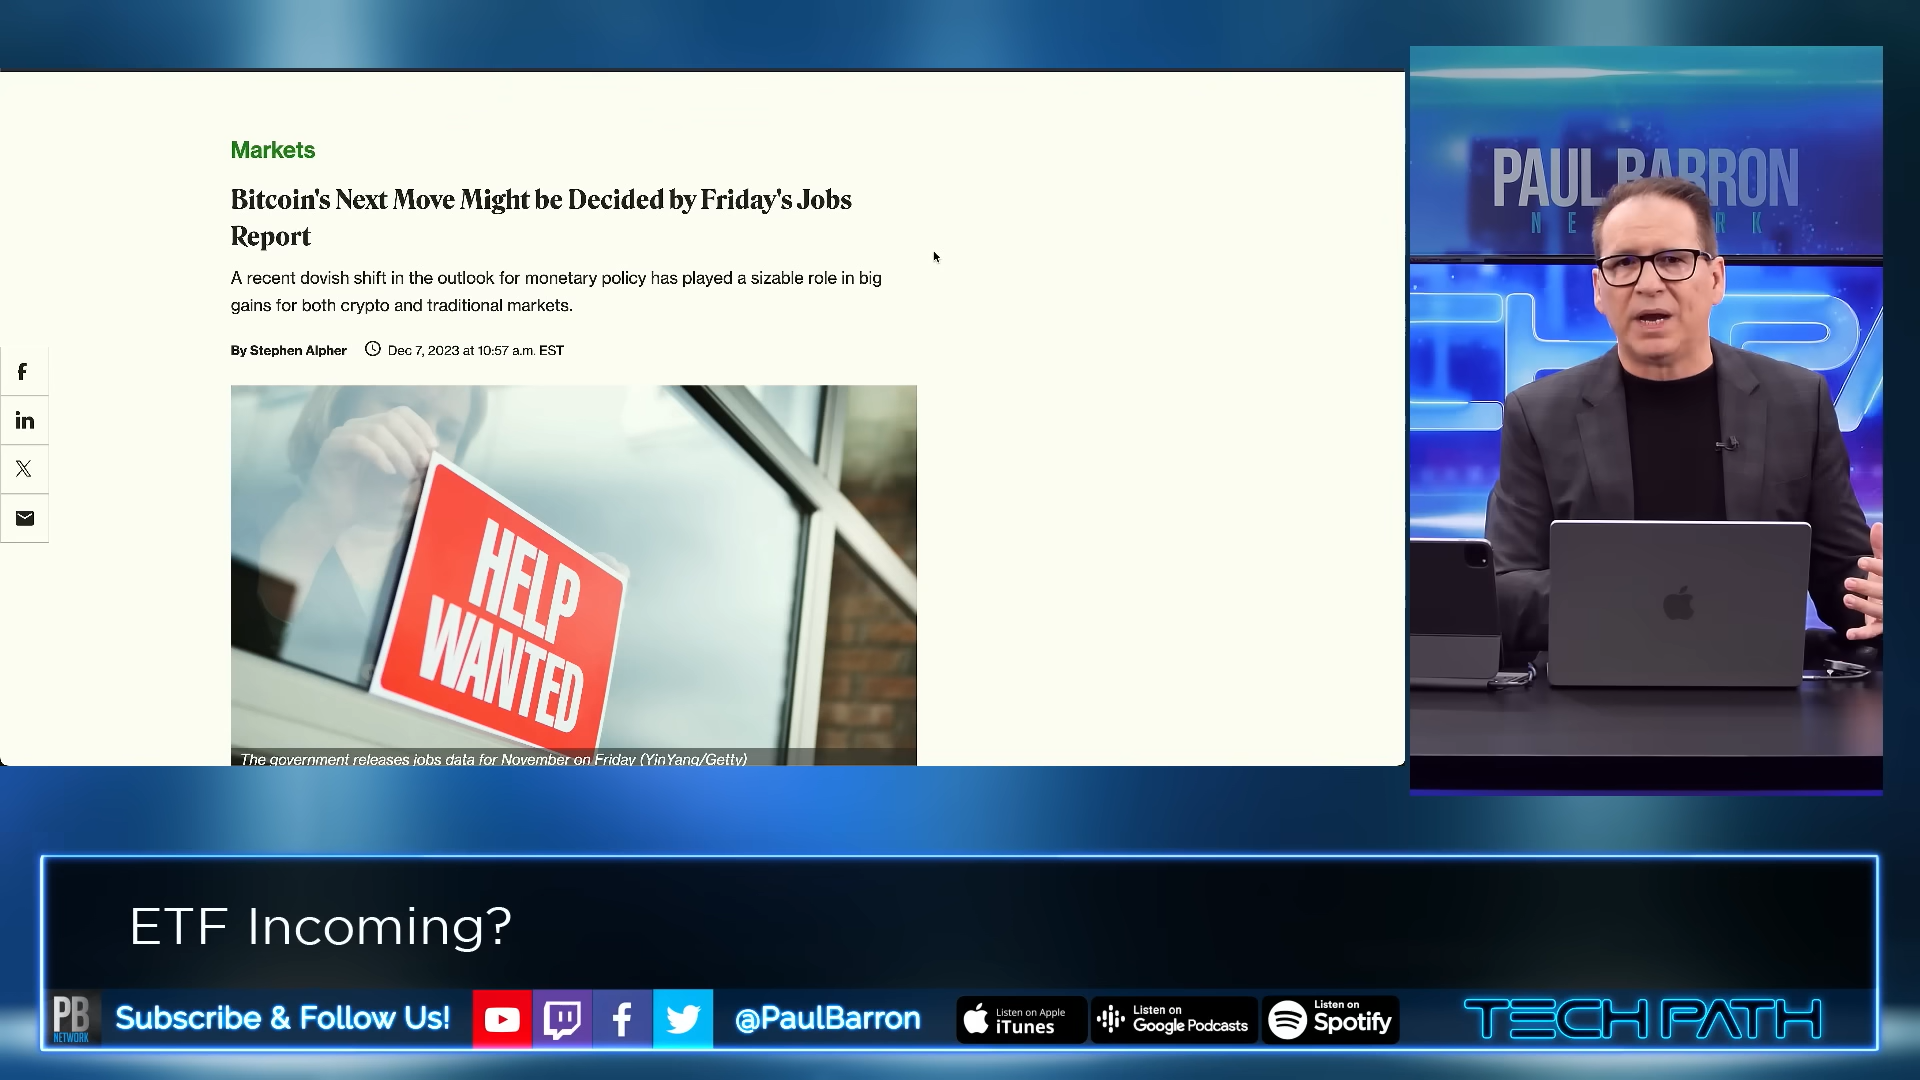 Markets
Bitcoin's Next Move Might be Decided by Friday's Jobs
Report
A recent dovish shift in the outlook for monetary policy has played a sizable role in big
gains for both crypto and traditional markets.
By Stephen Alpher Dec 7, 2023 at 10:57 a.m. EST
f
in
X
HELP
WANTED
The government releases jobs data for November on Friday (YinYang/Getty)
PAUL BARRON
ETF Incoming?
PB
NETWORK
Subscribe & Follow Us!
f
@PaulBarron
Listen on Apple
iTunes
Listen on
Google Podcasts
Listen on
Spotify
TECH PATH